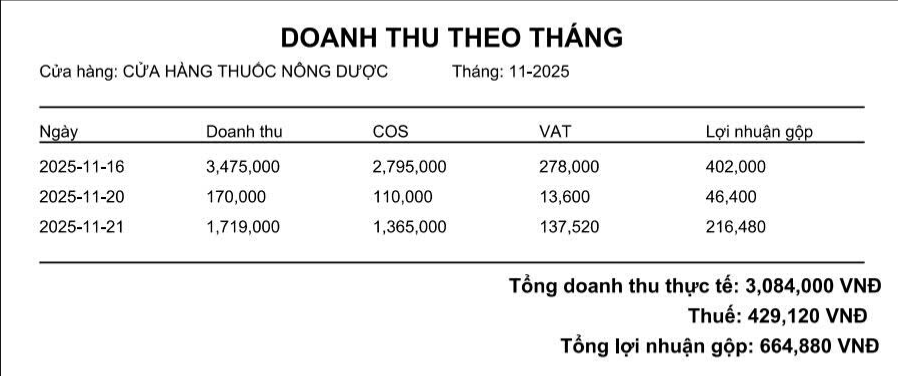 DOANH THU THEO THÁNG
Cửa hàng: CỬA HÀNG THUỐC NÔNG DƯỢC Tháng: 11-2025
Ngày Doanh thu COS VAT Lợi nhuận gộp
2025-11-16 3,475,000 2,795,000 278,000 402,000
2025-11-20 170,000 110,000 13,600 46,400
2025-11-21 1,719,000 1,365,000 137,520 216,480
Tổng doanh thu thực tế: 3,084,000 VNĐ
Thuế: 429,120 VNĐ
Tổng lợi nhuận gộp: 664,880 VNĐ